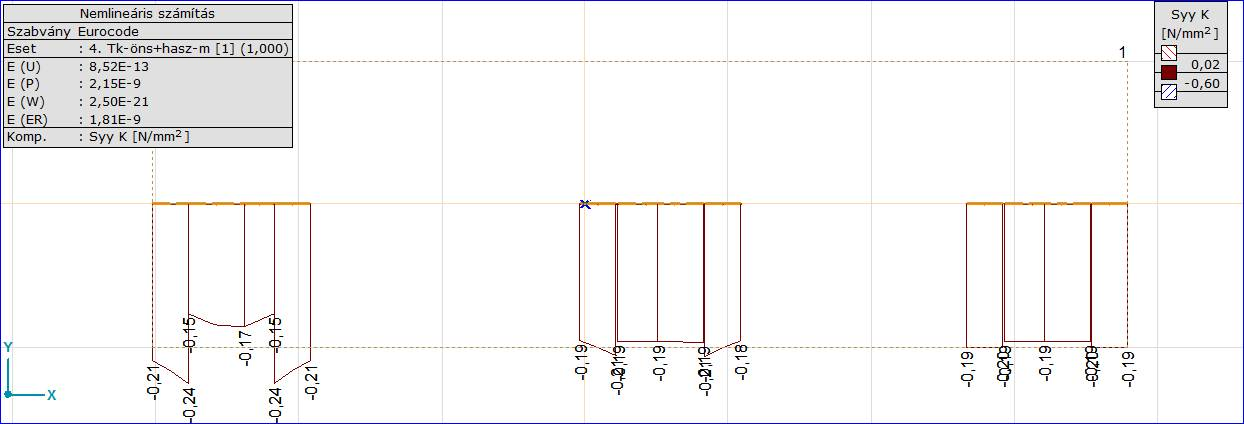 Nemlineáris számítás
Szabvány Eurocode
Eset : 4. Tk-öns+hasz-m [1] (1,000)
E (U) : 8,52E-13
E (P) : 2,15E-9
E (W) : 2,50E-21
E (ER) : 1,81E-9
Komp. : Syy K [N/mm²]
Syy K
[N/mm²]
0,02
-0,60
1
x
-0,21
-0,15
-0,24
-0,17
-0,15
-0,24
-0,21
-0,19
-0,19
-0,18
-0,19
-0,19
-0,19
Y
X